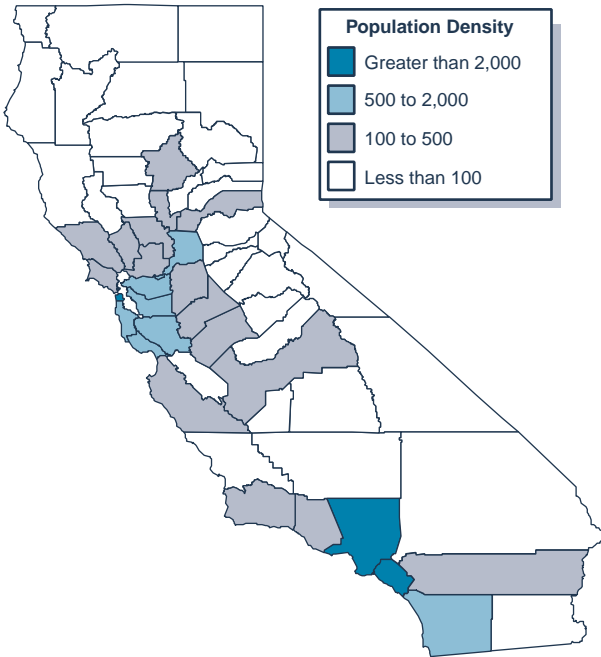 Population Density
Greater than 2,000
500 to 2,000
100 to 500
Less than 100